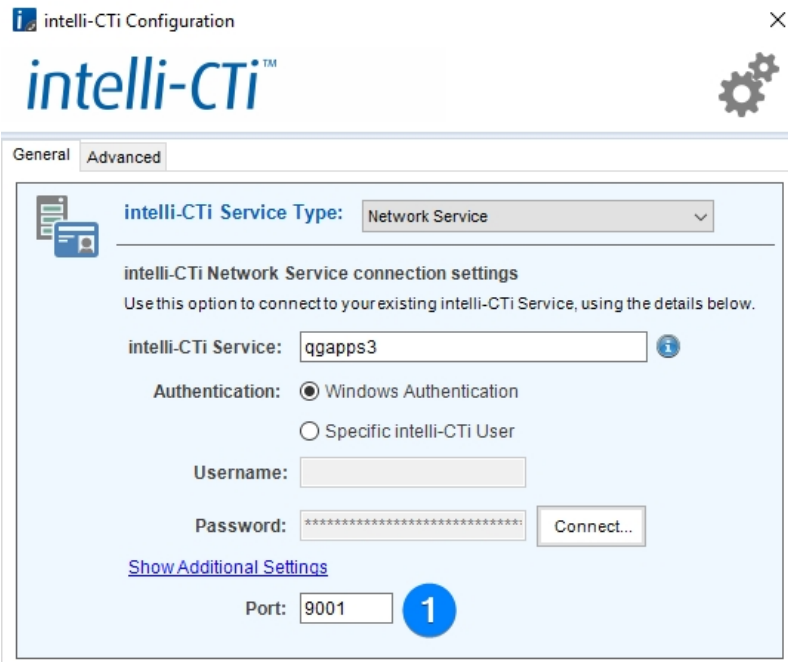 intelli-CTi Configuration
intelli-CTi™
General Advanced
intelli-CTi Service Type: Network Service
intelli-CTi Network Service connection settings
Use this option to connect to your existing intelli-CTi Service, using the details below.
intelli-CTi Service: qgapps3
Authentication: Windows Authentication
Specific intelli-CTi User
Username:
Password: ****************************** Connect...
Show Additional Settings
Port: 9001 1